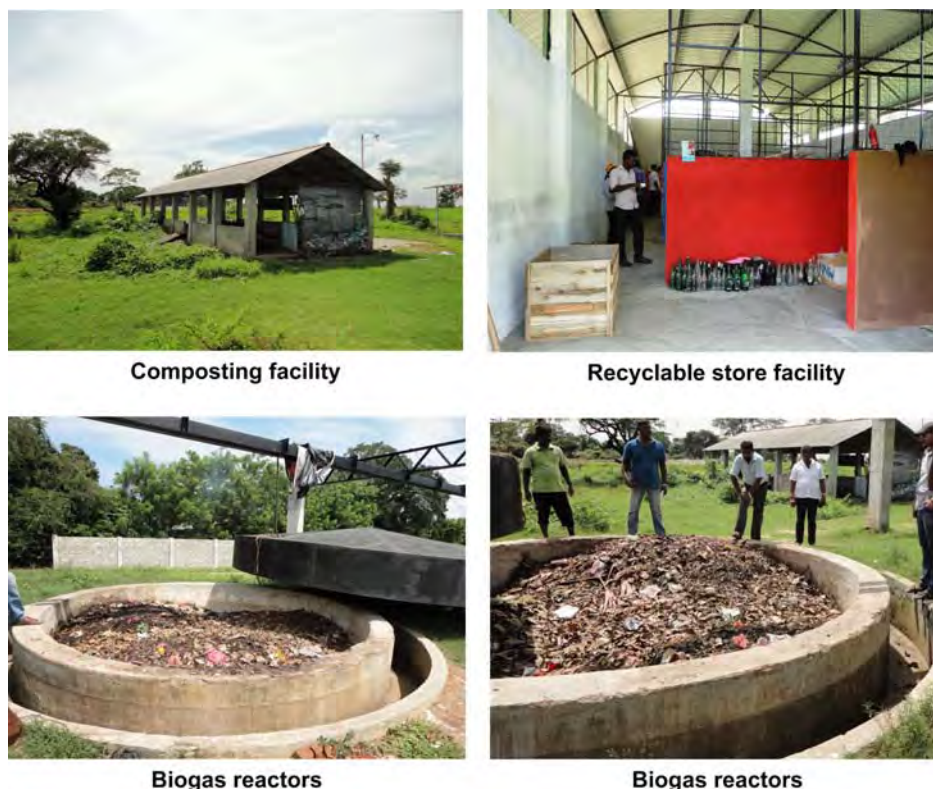 Composting facility
Recyclable store facility
Biogas reactors
Biogas reactors